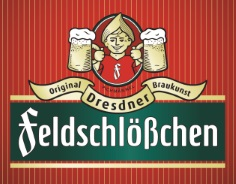 Original Braukunst
Dresdner
Feldschlößchen